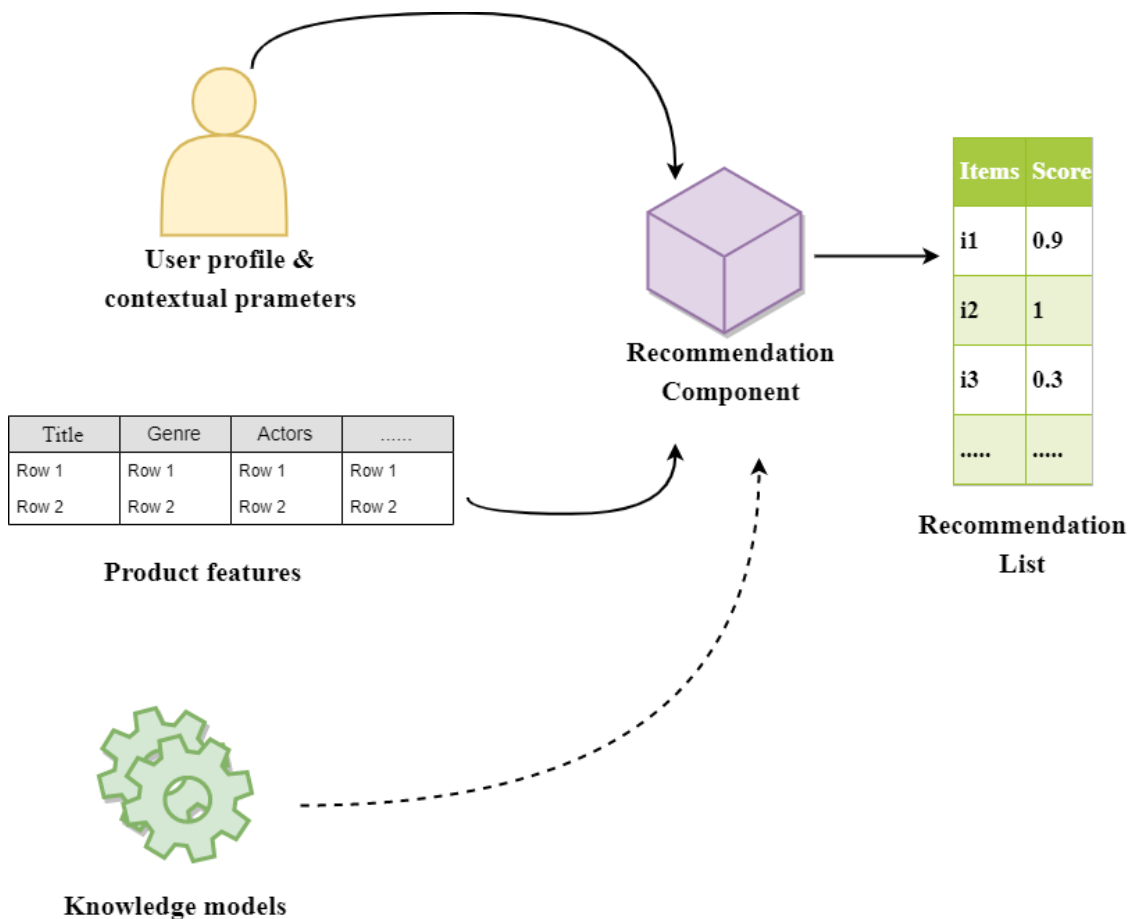 User profile &
contextual prameters
Items Score
i1 0.9
i2 1
i3 0.3
..... .....
Recommendation
Component
Title Genre Actors ......
Row 1 Row 1 Row 1 Row 1
Row 2 Row 2 Row 2 Row 2
Product features
Recommendation
List
Knowledge models